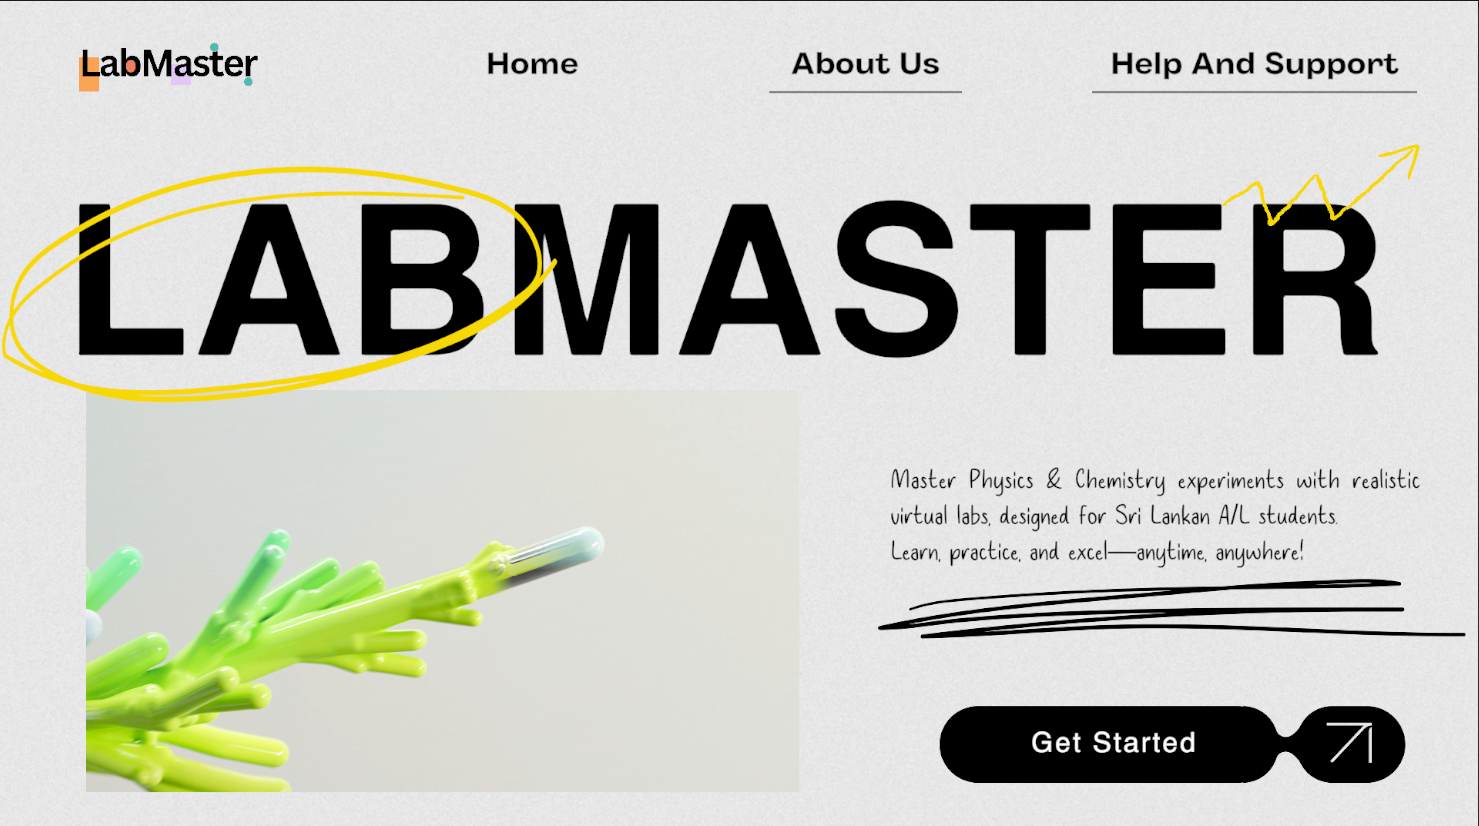 LabMaster
Home
About Us
Help And Support
LABMASTER
Master Physics & Chemistry experiments with realistic
virtual labs, designed for Sri Lankan A/L students.
Learn, practice, and excel—anytime, anywhere!
Get Started